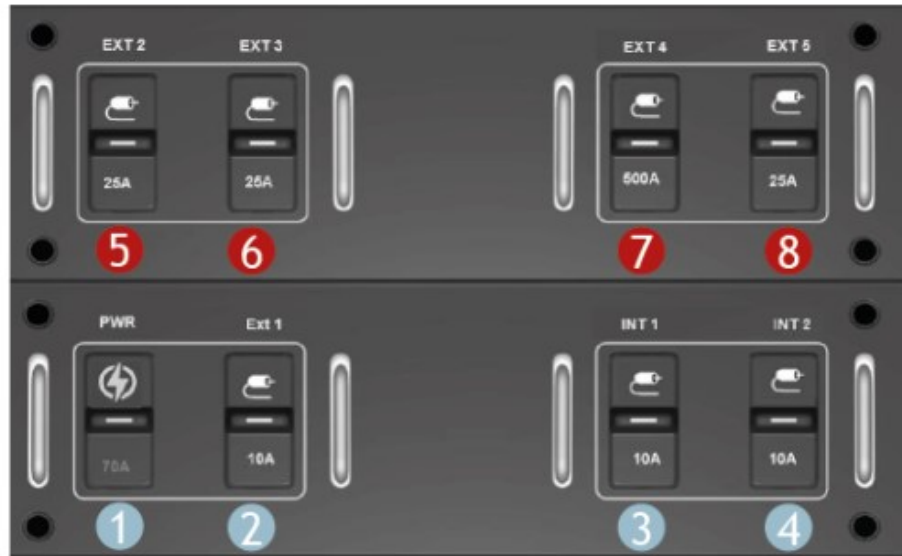 EXT 2 EXT 3 EXT 4 EXT 5
25A 25A 500A 25A
5 6 7 8
PWR Ext 1 INT 1 INT 2
70A 10A 10A 10A
1 2 3 4